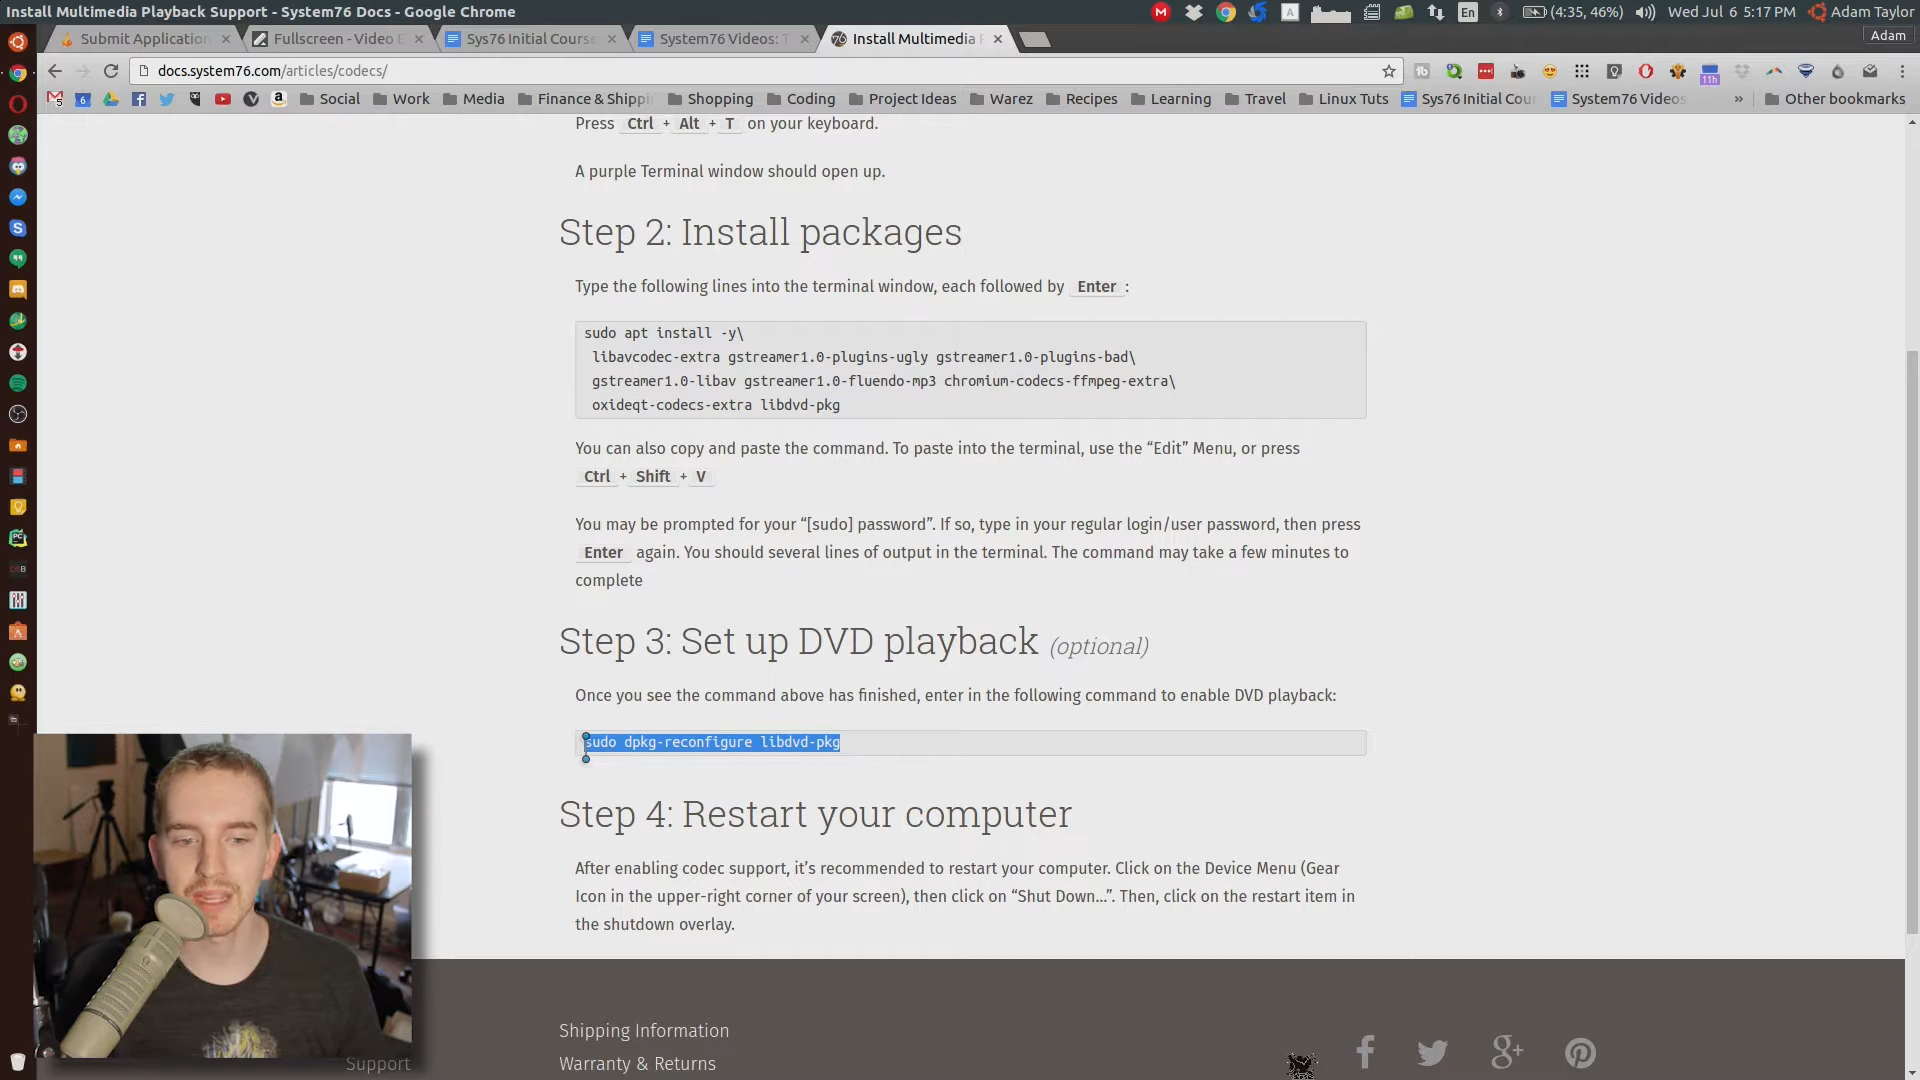 Install Multimedia Playback Support - System76 Docs - Google Chrome
En
(4:35, 46%)
Wed Jul 6 5:17 PM
Adam Taylor
Submit Application
Fullscreen - Video E
Sys76 Initial Course
System76 Videos: T
Install Multimedia P
Adam
docs.system76.com/articles/codecs/
11h
Social
Work
Media
Finance & Shippi
Shopping
Coding
Project Ideas
Warez
Recipes
Learning
Travel
Linux Tuts
Sys76 Initial Cou
System76 Videos
»
Other bookmarks
Press Ctrl + Alt + T on your keyboard.
A purple Terminal window should open up.
Step 2: Install packages
Type the following lines into the terminal window, each followed by Enter :
sudo apt install -y\
libavcodec-extra gstreamer1.0-plugins-ugly gstreamer1.0-plugins-bad\
gstreamer1.0-libav gstreamer1.0-fluendo-mp3 chromium-codecs-ffmpeg-extra\
oxideqt-codecs-extra libdvd-pkg
You can also copy and paste the command. To paste into the terminal, use the “Edit” Menu, or press
Ctrl + Shift + V
You may be prompted for your “[sudo] password”. If so, type in your regular login/user password, then press
Enter again. You should several lines of output in the terminal. The command may take a few minutes to
complete
Step 3: Set up DVD playback (optional)
Once you see the command above has finished, enter in the following command to enable DVD playback:
sudo dpkg-reconfigure libdvd-pkg
Step 4: Restart your computer
After enabling codec support, it’s recommended to restart your computer. Click on the Device Menu (Gear
Icon in the upper-right corner of your screen), then click on “Shut Down…”. Then, click on the restart item in
the shutdown overlay.
Shipping Information
Warranty & Returns
Support